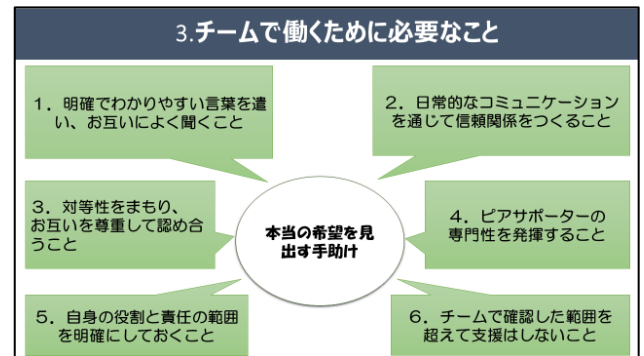 3.チームで働くために必要なこと
1．明確でわかりやすい言葉を遣
い、お互いによく聞くこと
2．日常的なコミュニケーション
を通じて信頼関係をつくること
3．対等性をまもり、
お互いを尊重して認め合
うこと
本当の希望を見
出す手助け
4．ピアサポーターの
専門性を発揮すること
5．自身の役割と責任の範囲
を明確にしておくこと
6．チームで確認した範囲を
超えて支援はしないこと